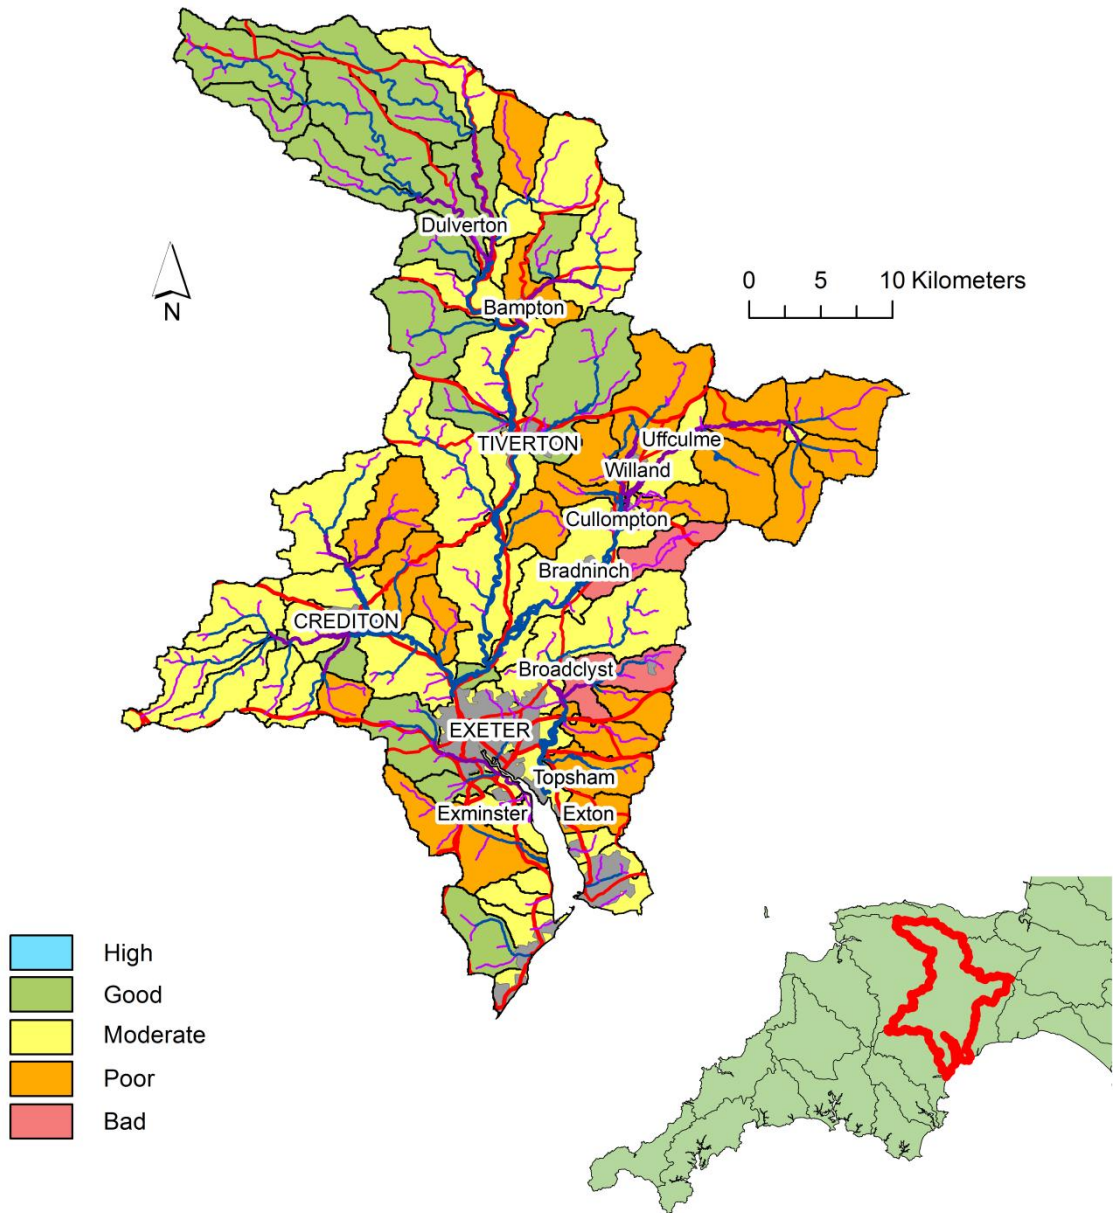 Dulverton
N
0 5 10 Kilometers
Bampton
TIVERTON
Uffculme
Willand
Cullompton
Bradninch
CREDITON
Broadclyst
EXETER
Topsham
Exminster
Exton
High
Good
Moderate
Poor
Bad